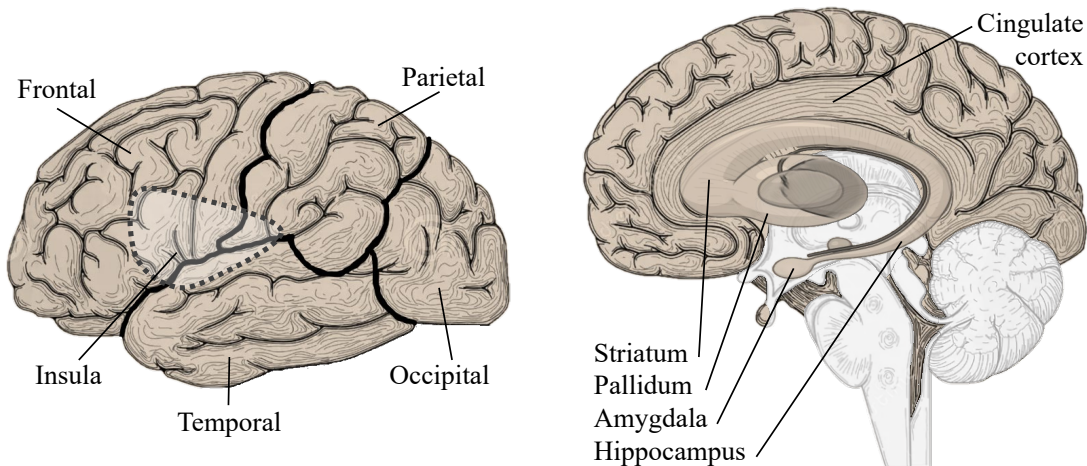 Frontal
Parietal
Insula
Occipital
Temporal
Cingulate
cortex
Striatum
Pallidum
Amygdala
Hippocampus